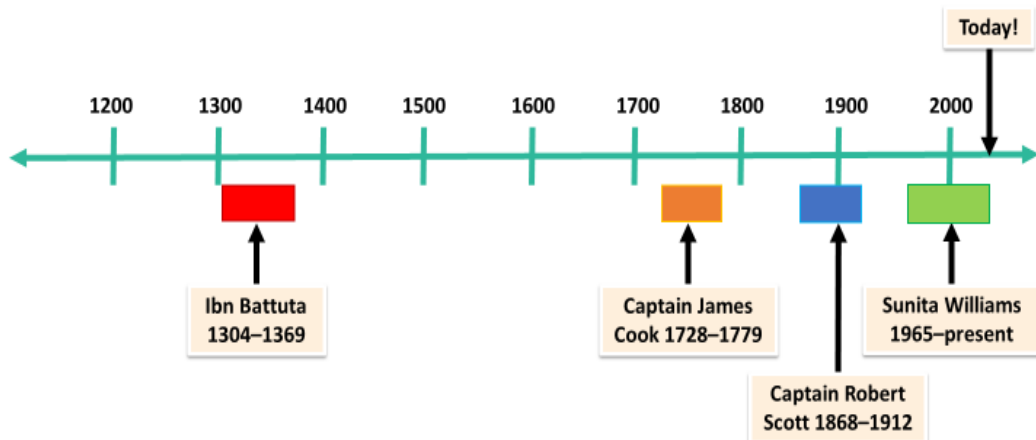 Today!
1200 1300 1400 1500 1600 1700 1800 1900 2000
Ibn Battuta
1304–1369
Captain James
Cook 1728–1779
Sunita Williams
1965–present
Captain Robert
Scott 1868–1912